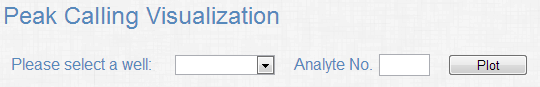 Peak Calling Visualization
Please select a well: Analyte No. Plot